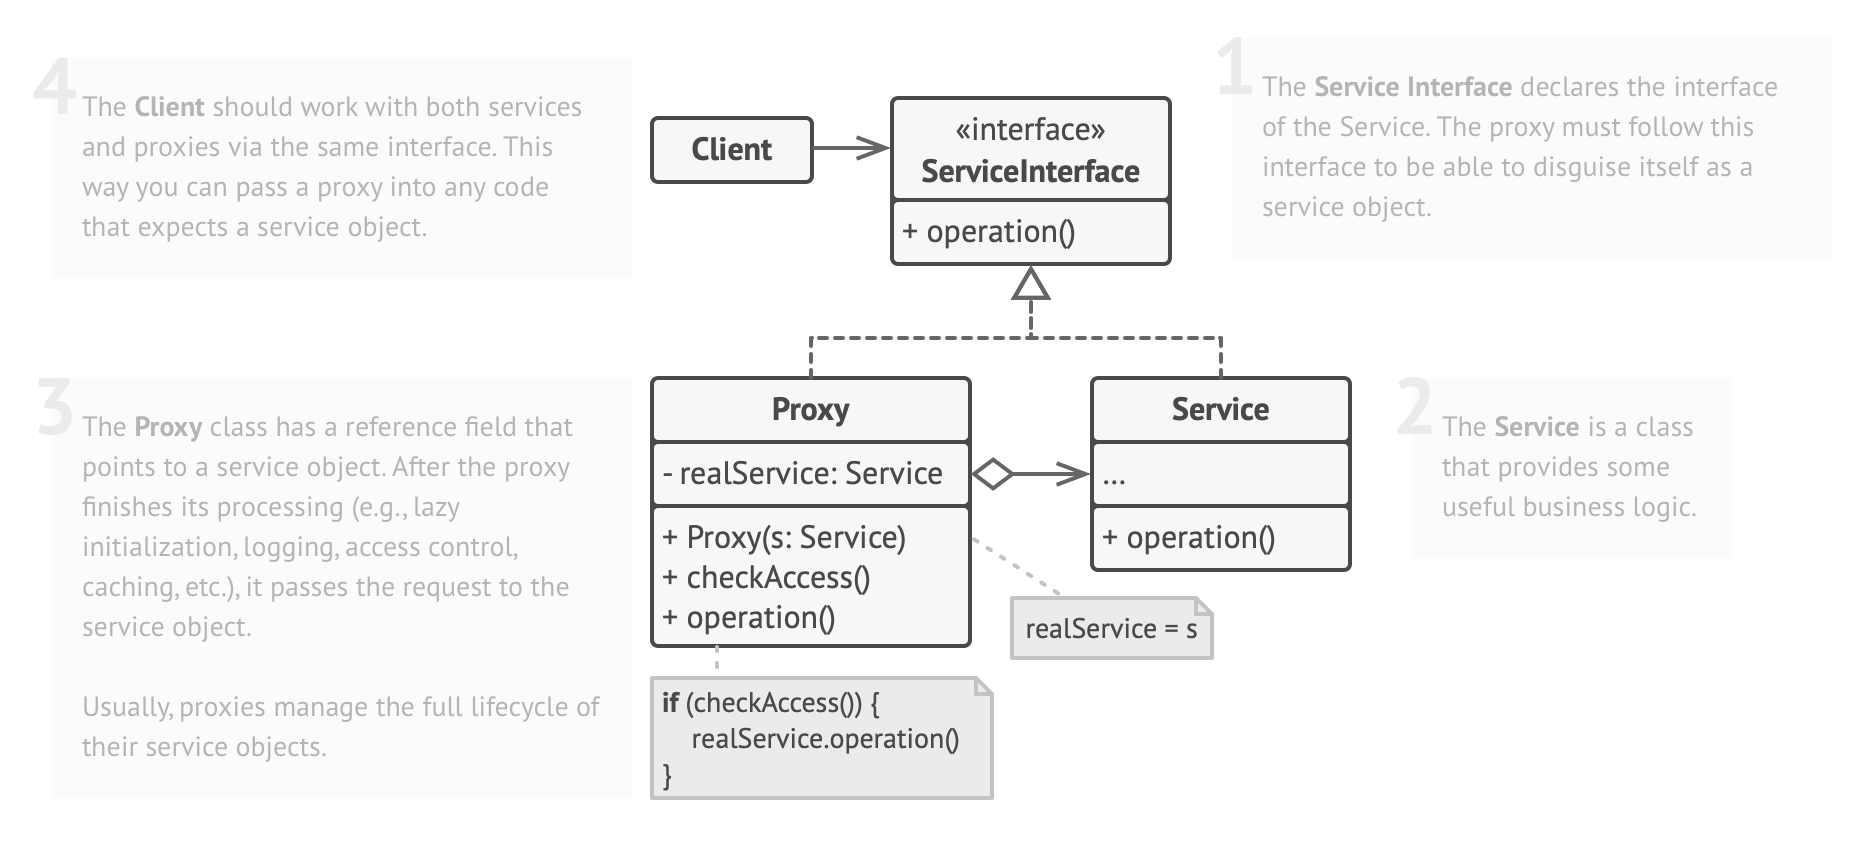 4
The Client should work with both services
and proxies via the same interface. This
way you can pass a proxy into any code
that expects a service object.
Client
«interface»
ServiceInterface
+ operation()
1
The Service Interface declares the interface
of the Service. The proxy must follow this
interface to be able to disguise itself as a
service object.
3
The Proxy class has a reference field that
points to a service object. After the proxy
finishes its processing (e.g., lazy
initialization, logging, access control,
caching, etc.), it passes the request to the
service object.
Usually, proxies manage the full lifecycle of
their service objects.
Proxy
- realService: Service
+ Proxy(s: Service)
+ checkAccess()
+ operation()
Service
...
+ operation()
2
The Service is a class
that provides some
useful business logic.
realService = s
if (checkAccess()) {
realService.operation()
}